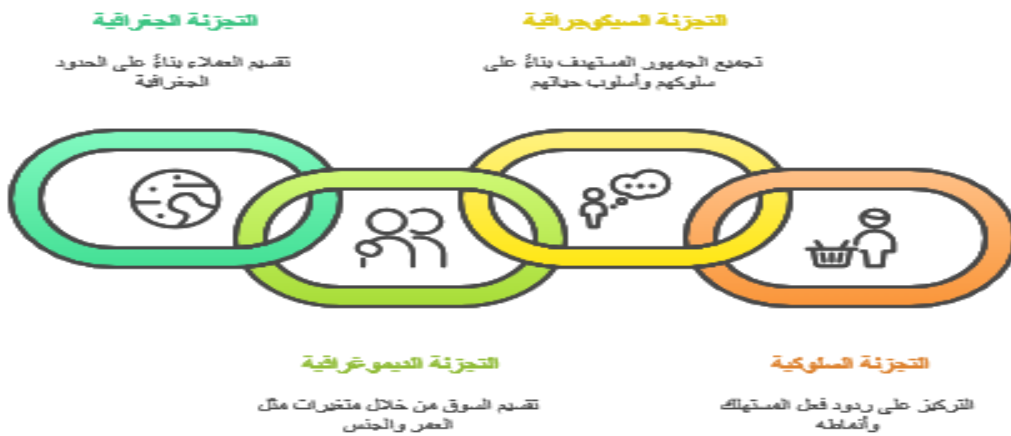 التجزئة الجغرافية
تقسيم العملاء بناءً على الحدود
الجغرافية
التجزئة السيكوجرافية
تجميع الجمهور المستهدف بناءً على
سلوكهم وأسلوب حياتهم
التجزئة الديموغرافية
تقسيم السوق من خلال متغيرات مثل
العمر والجنس
التجزئة السلوكية
التركيز على ردود فعل المستهلك
وأنماطه